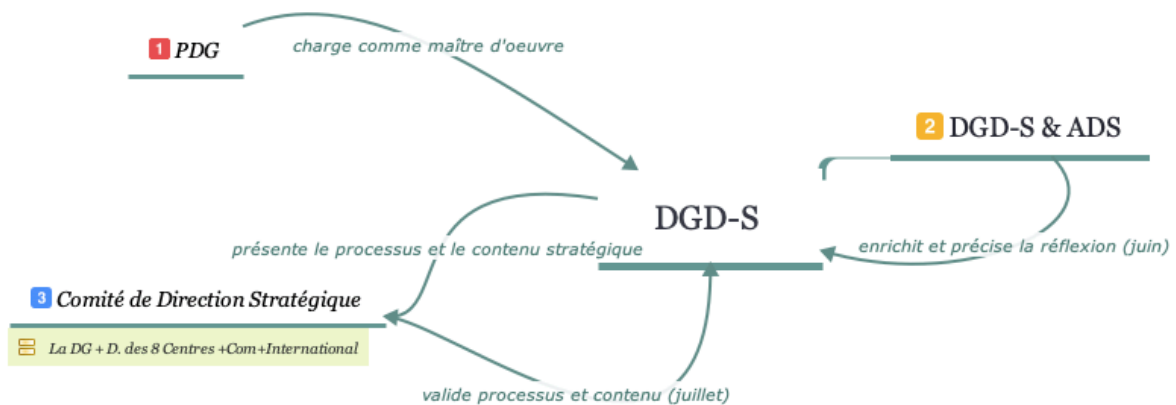 1 PDG
charge comme maître d'oeuvre
2 DGD-S & ADS
DGD-S
présente le processus et le contenu stratégique
enrichit et précise la réflexion (juin)
3 Comité de Direction Stratégique
La DG + D. des 8 Centres +Com+International
valide processus et contenu (juillet)